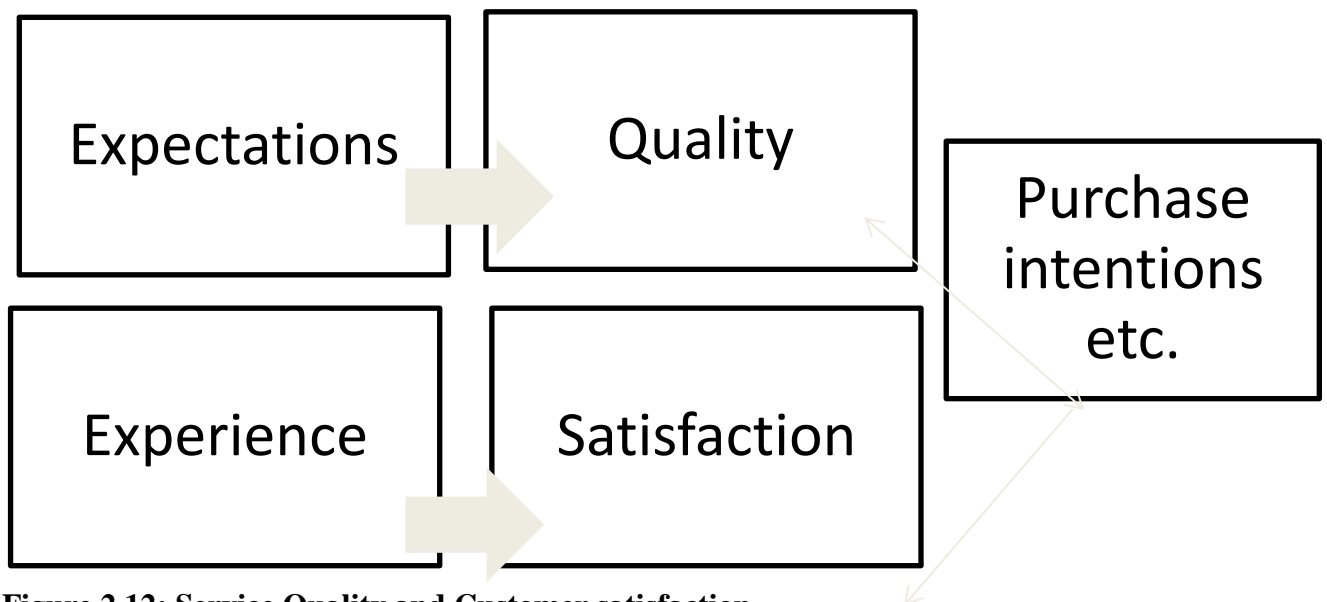 Expectations
Quality
Purchase
intentions
etc.
Experience
Satisfaction
Figure 2.12: Service Quality and Customer satisfaction